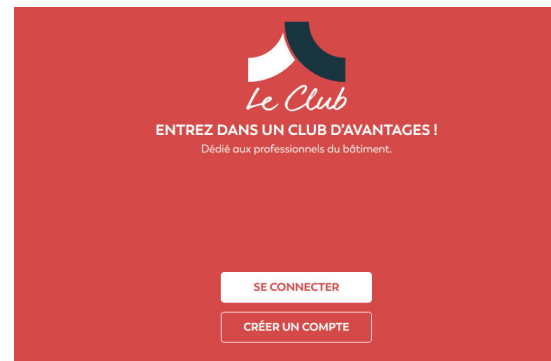 Le Club
ENTREZ DANS UN CLUB D'AVANTAGES !
Dédié aux professionnels du bâtiment.
SE CONNECTER
CRÉER UN COMPTE